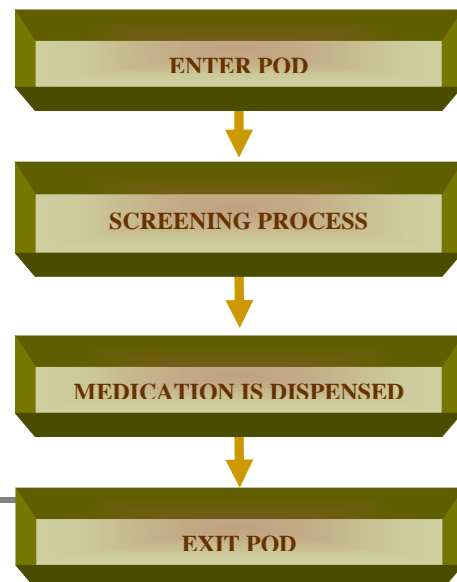 ENTER POD
SCREENING PROCESS
MEDICATION IS DISPENSED
EXIT POD